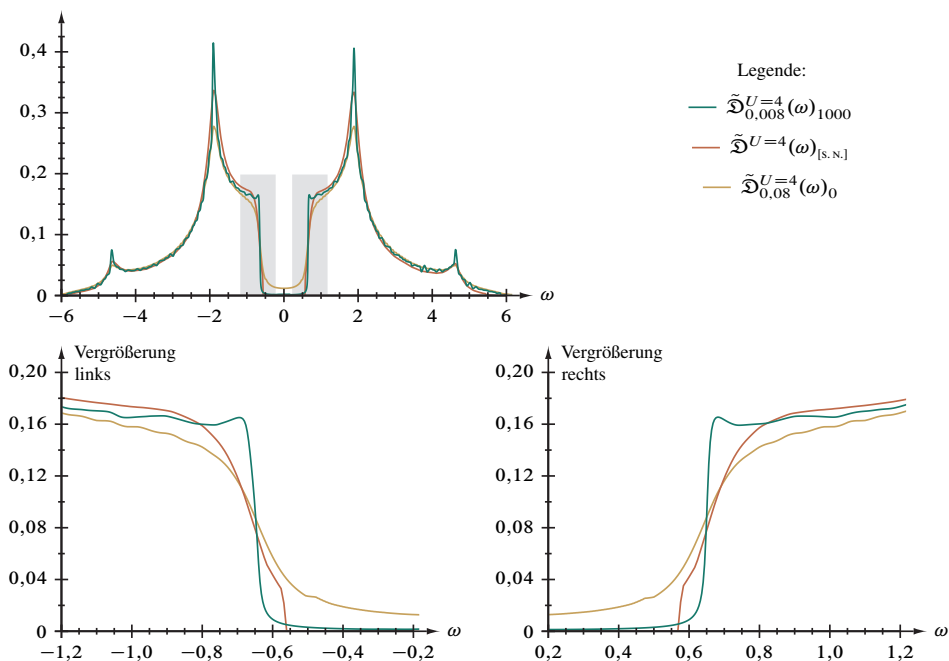 0,4
0,3
0,2
0,1
0
−6 −4 −2 0 2 4 6 ω
Legende:
𝔇̃^{U=4}_{0,008}(ω)_{1000}
𝔇̃^{U=4}(ω)_{[S. N.]}
𝔇̃^{U=4}_{0,08}(ω)_0
Vergrößerung
links
0,20
0,16
0,12
0,08
0,04
0
−1,2 −1,0 −0,8 −0,6 −0,4 −0,2 ω
Vergrößerung
rechts
0,20
0,16
0,12
0,08
0,04
0
0,2 0,4 0,6 0,8 1,0 1,2 ω